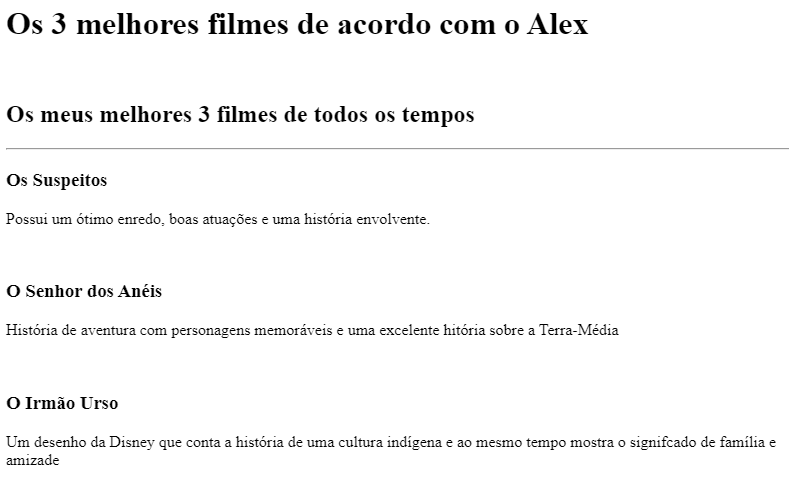 Os 3 melhores filmes de acordo com o Alex
Os meus melhores 3 filmes de todos os tempos
Os Suspeitos
Possui um ótimo enredo, boas atuações e uma história envolvente.
O Senhor dos Anéis
História de aventura com personagens memoráveis e uma excelente hitória sobre a Terra-Média
O Irmão Urso
Um desenho da Disney que conta a história de uma cultura indígena e ao mesmo tempo mostra o signifcado de família e
amizade